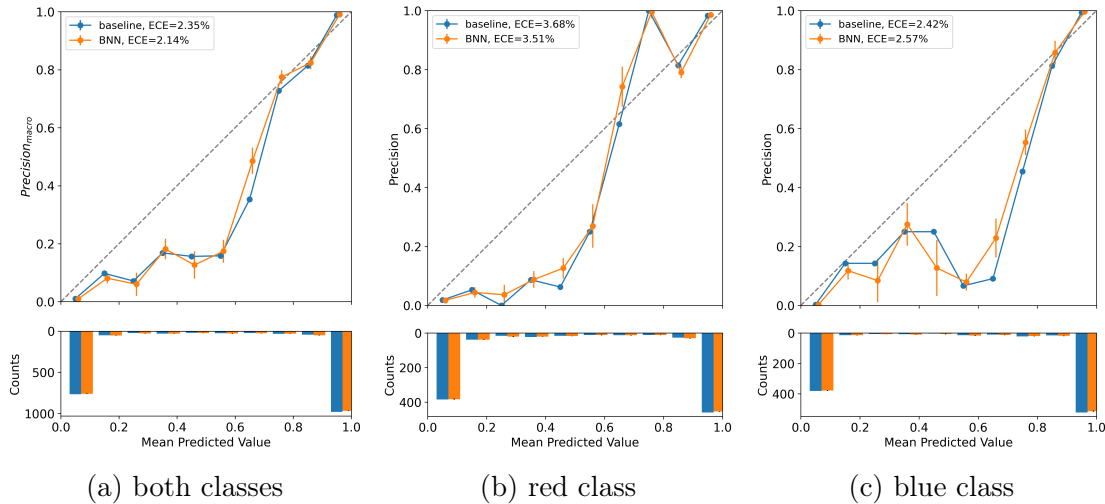 baseline, ECE=2.35%
BNN, ECE=2.14%
Precision_macro
1.0
0.8
0.6
0.4
0.2
0.0
Counts
0
500
1000
0.0 0.2 0.4 0.6 0.8 1.0
Mean Predicted Value
(a) both classes
baseline, ECE=3.68%
BNN, ECE=3.51%
Precision
1.0
0.8
0.6
0.4
0.2
0.0
Counts
0
200
400
0.0 0.2 0.4 0.6 0.8 1.0
Mean Predicted Value
(b) red class
baseline, ECE=2.42%
BNN, ECE=2.57%
Precision
1.0
0.8
0.6
0.4
0.2
0.0
Counts
0
200
400
0.0 0.2 0.4 0.6 0.8 1.0
Mean Predicted Value
(c) blue class